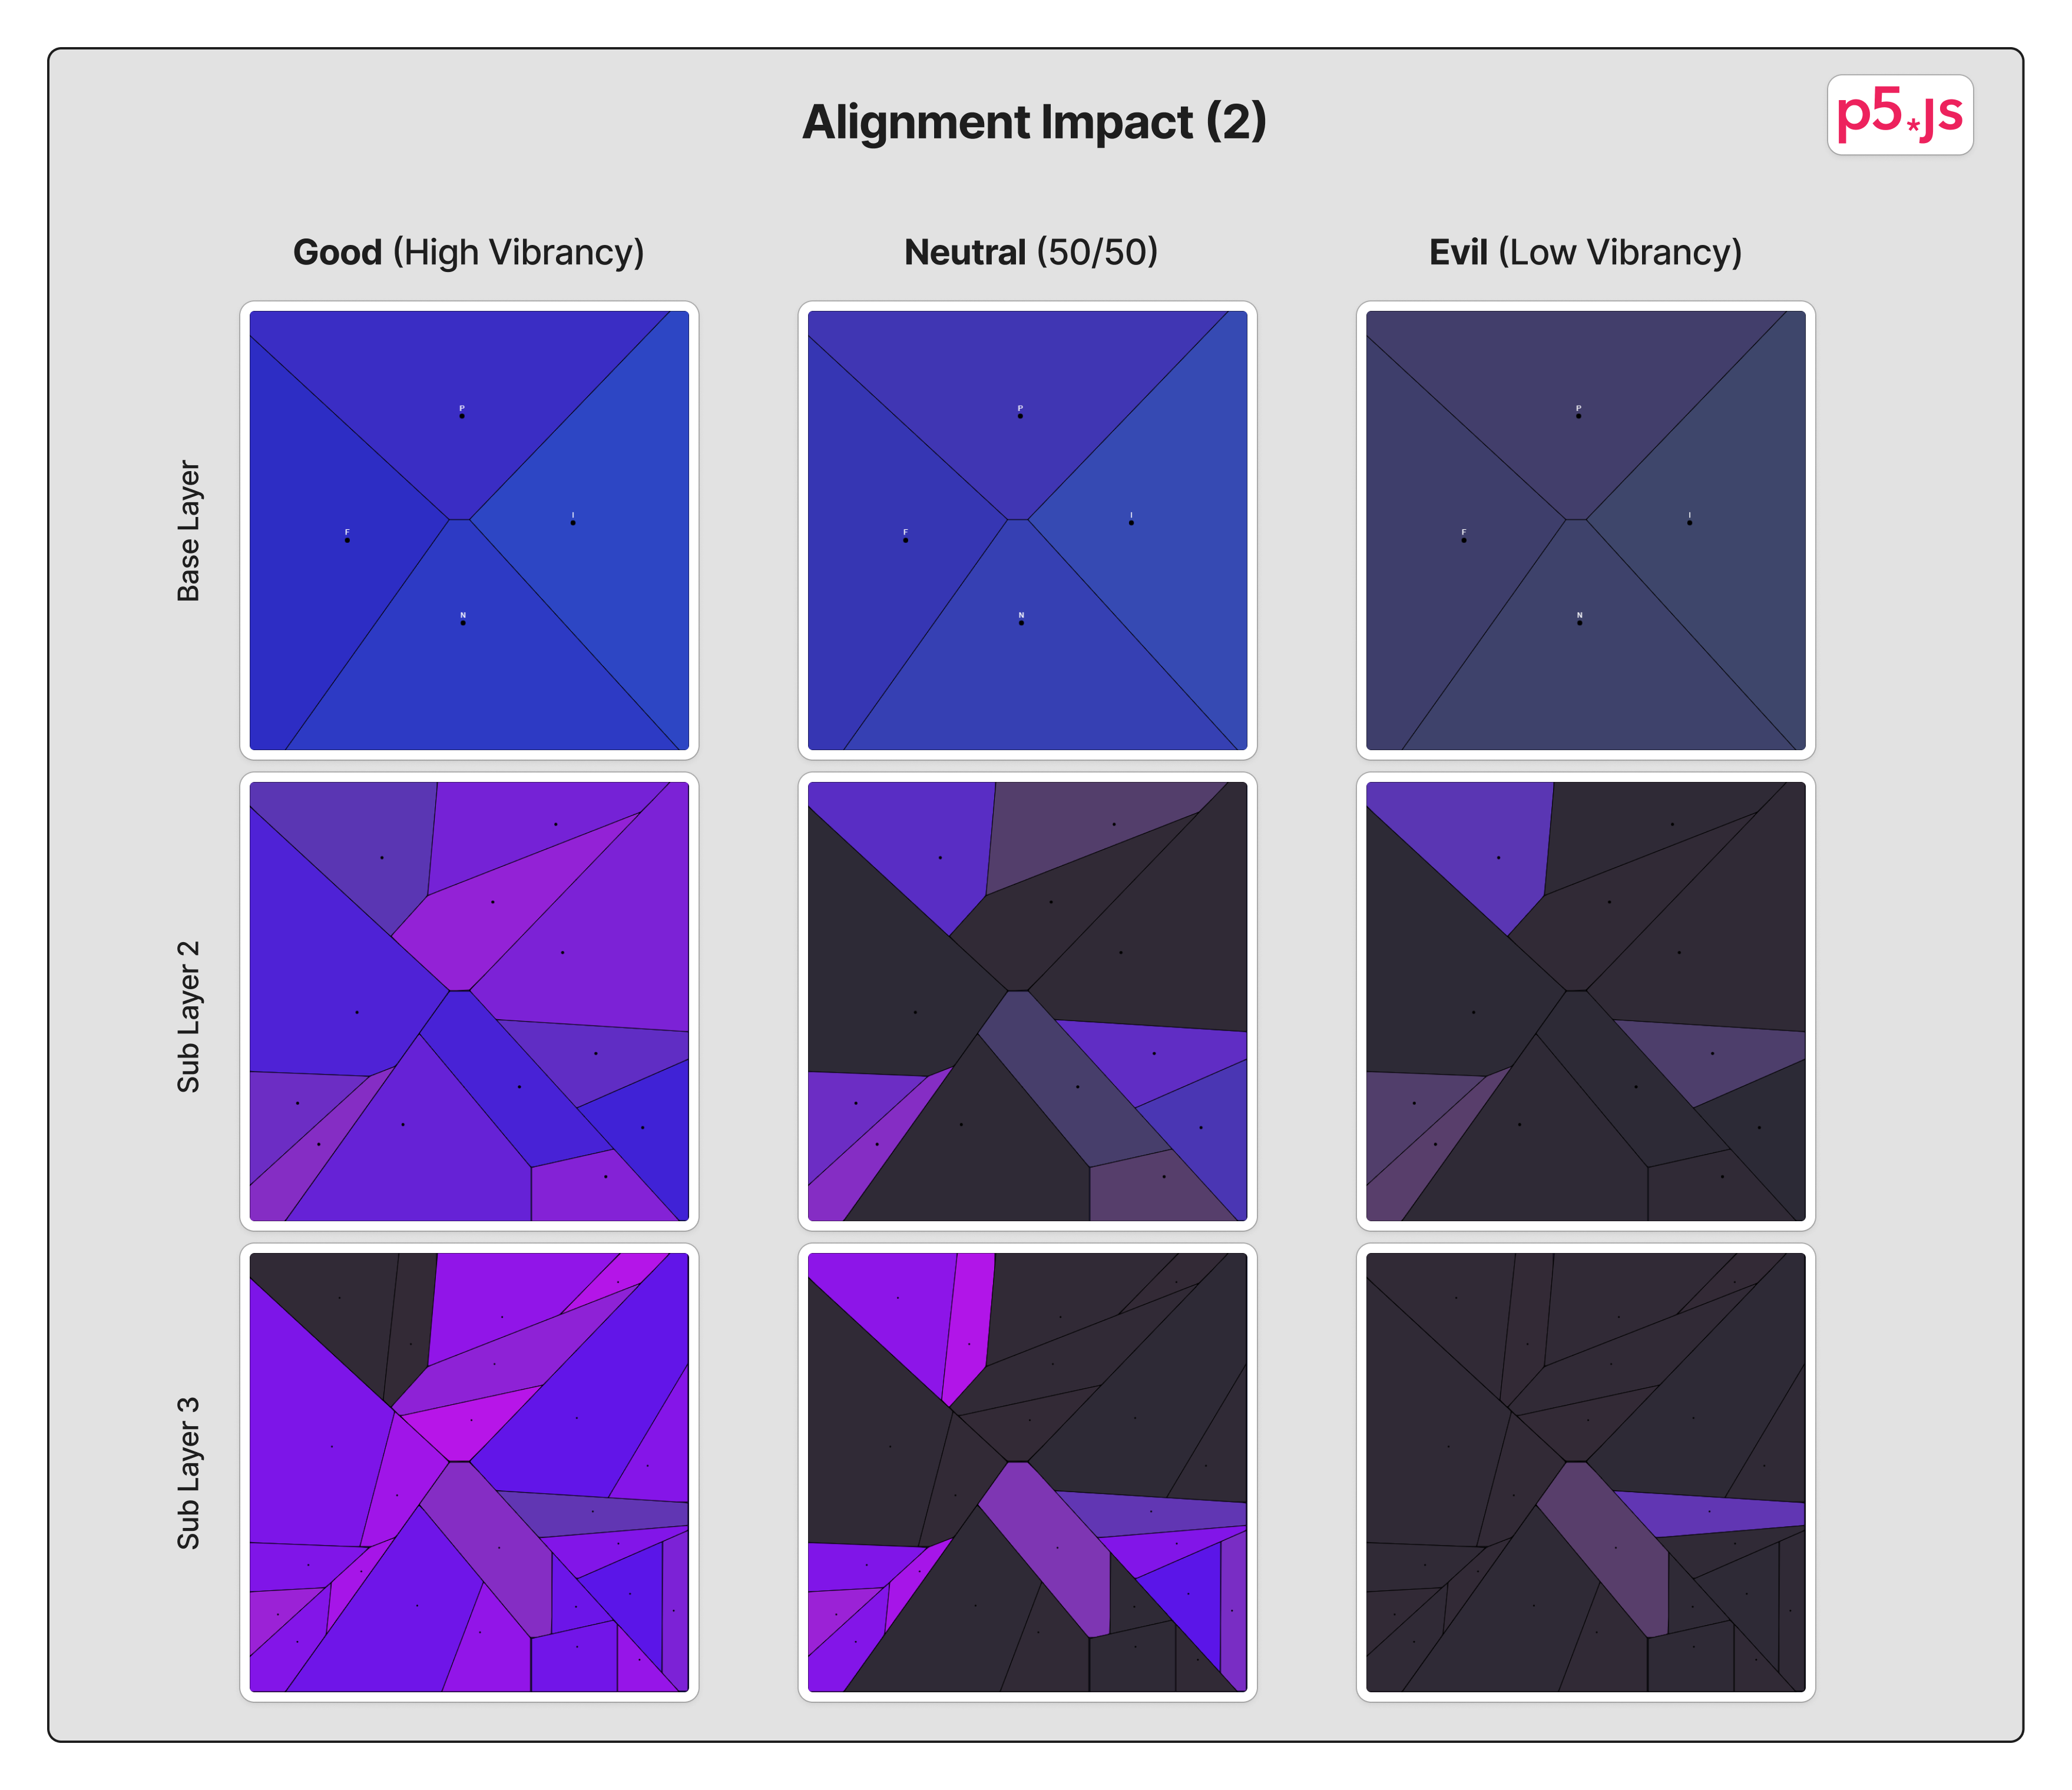 Alignment Impact (2)
p5*js
Good (High Vibrancy)
Neutral (50/50)
Evil (Low Vibrancy)
Base Layer
P
F
I
N
P
F
I
N
P
F
I
N
Sub Layer 2
Sub Layer 3